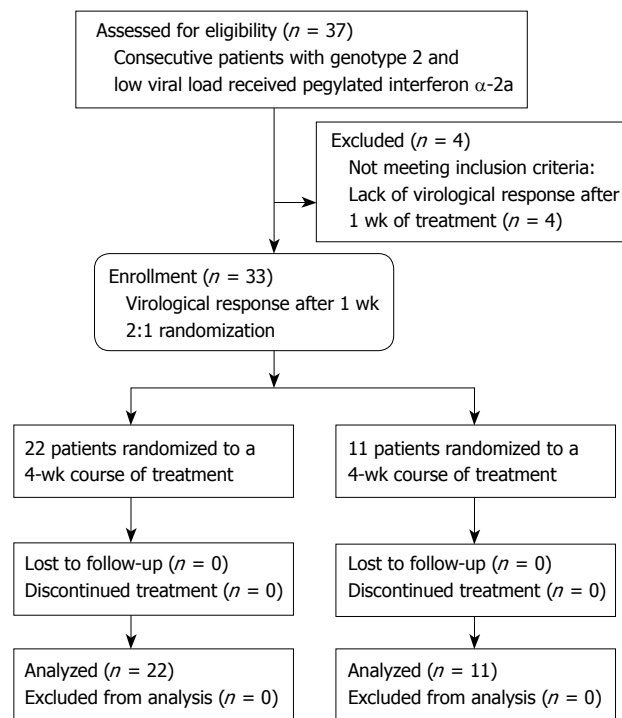 Assessed for eligibility (n = 37)
Consecutive patients with genotype 2 and
low viral load received pegylated interferon α-2a
Excluded (n = 4)
Not meeting inclusion criteria:
Lack of virological response after
1 wk of treatment (n = 4)
Enrollment (n = 33)
Virological response after 1 wk
2:1 randomization
22 patients randomized to a
4-wk course of treatment
11 patients randomized to a
4-wk course of treatment
Lost to follow-up (n = 0)
Discontinued treatment (n = 0)
Lost to follow-up (n = 0)
Discontinued treatment (n = 0)
Analyzed (n = 22)
Excluded from analysis (n = 0)
Analyzed (n = 11)
Excluded from analysis (n = 0)